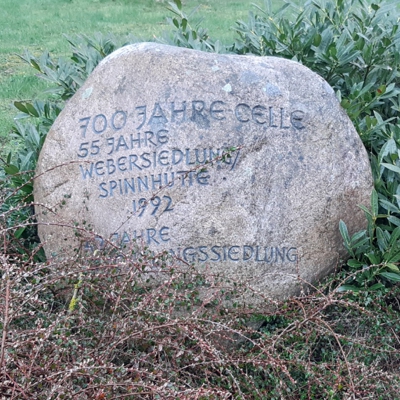 700 JAHRE CELLE
55 JAHRE
WEBERSIEDLUNG/
SPINNHÜTTE
1992
JAHRE